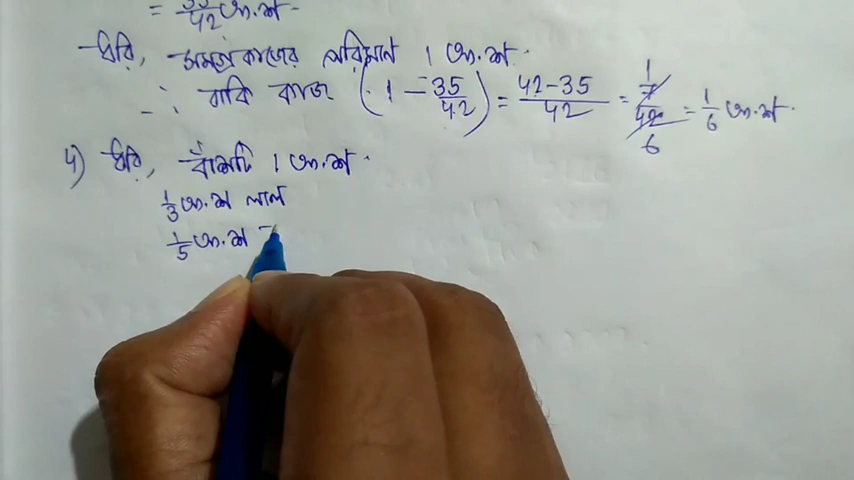 = 35/42 অংশ.
ধরি, সমগ্র কাজের পরিমান 1 অংশ.
∴ বাকি কাজ (1 - 35/42) = 42-35/42 = 7/42 = 1/6 অংশ.
4) ধরি, বাঁশটি 1 অংশ.
1/3 অংশ লাল
1/5 অংশ